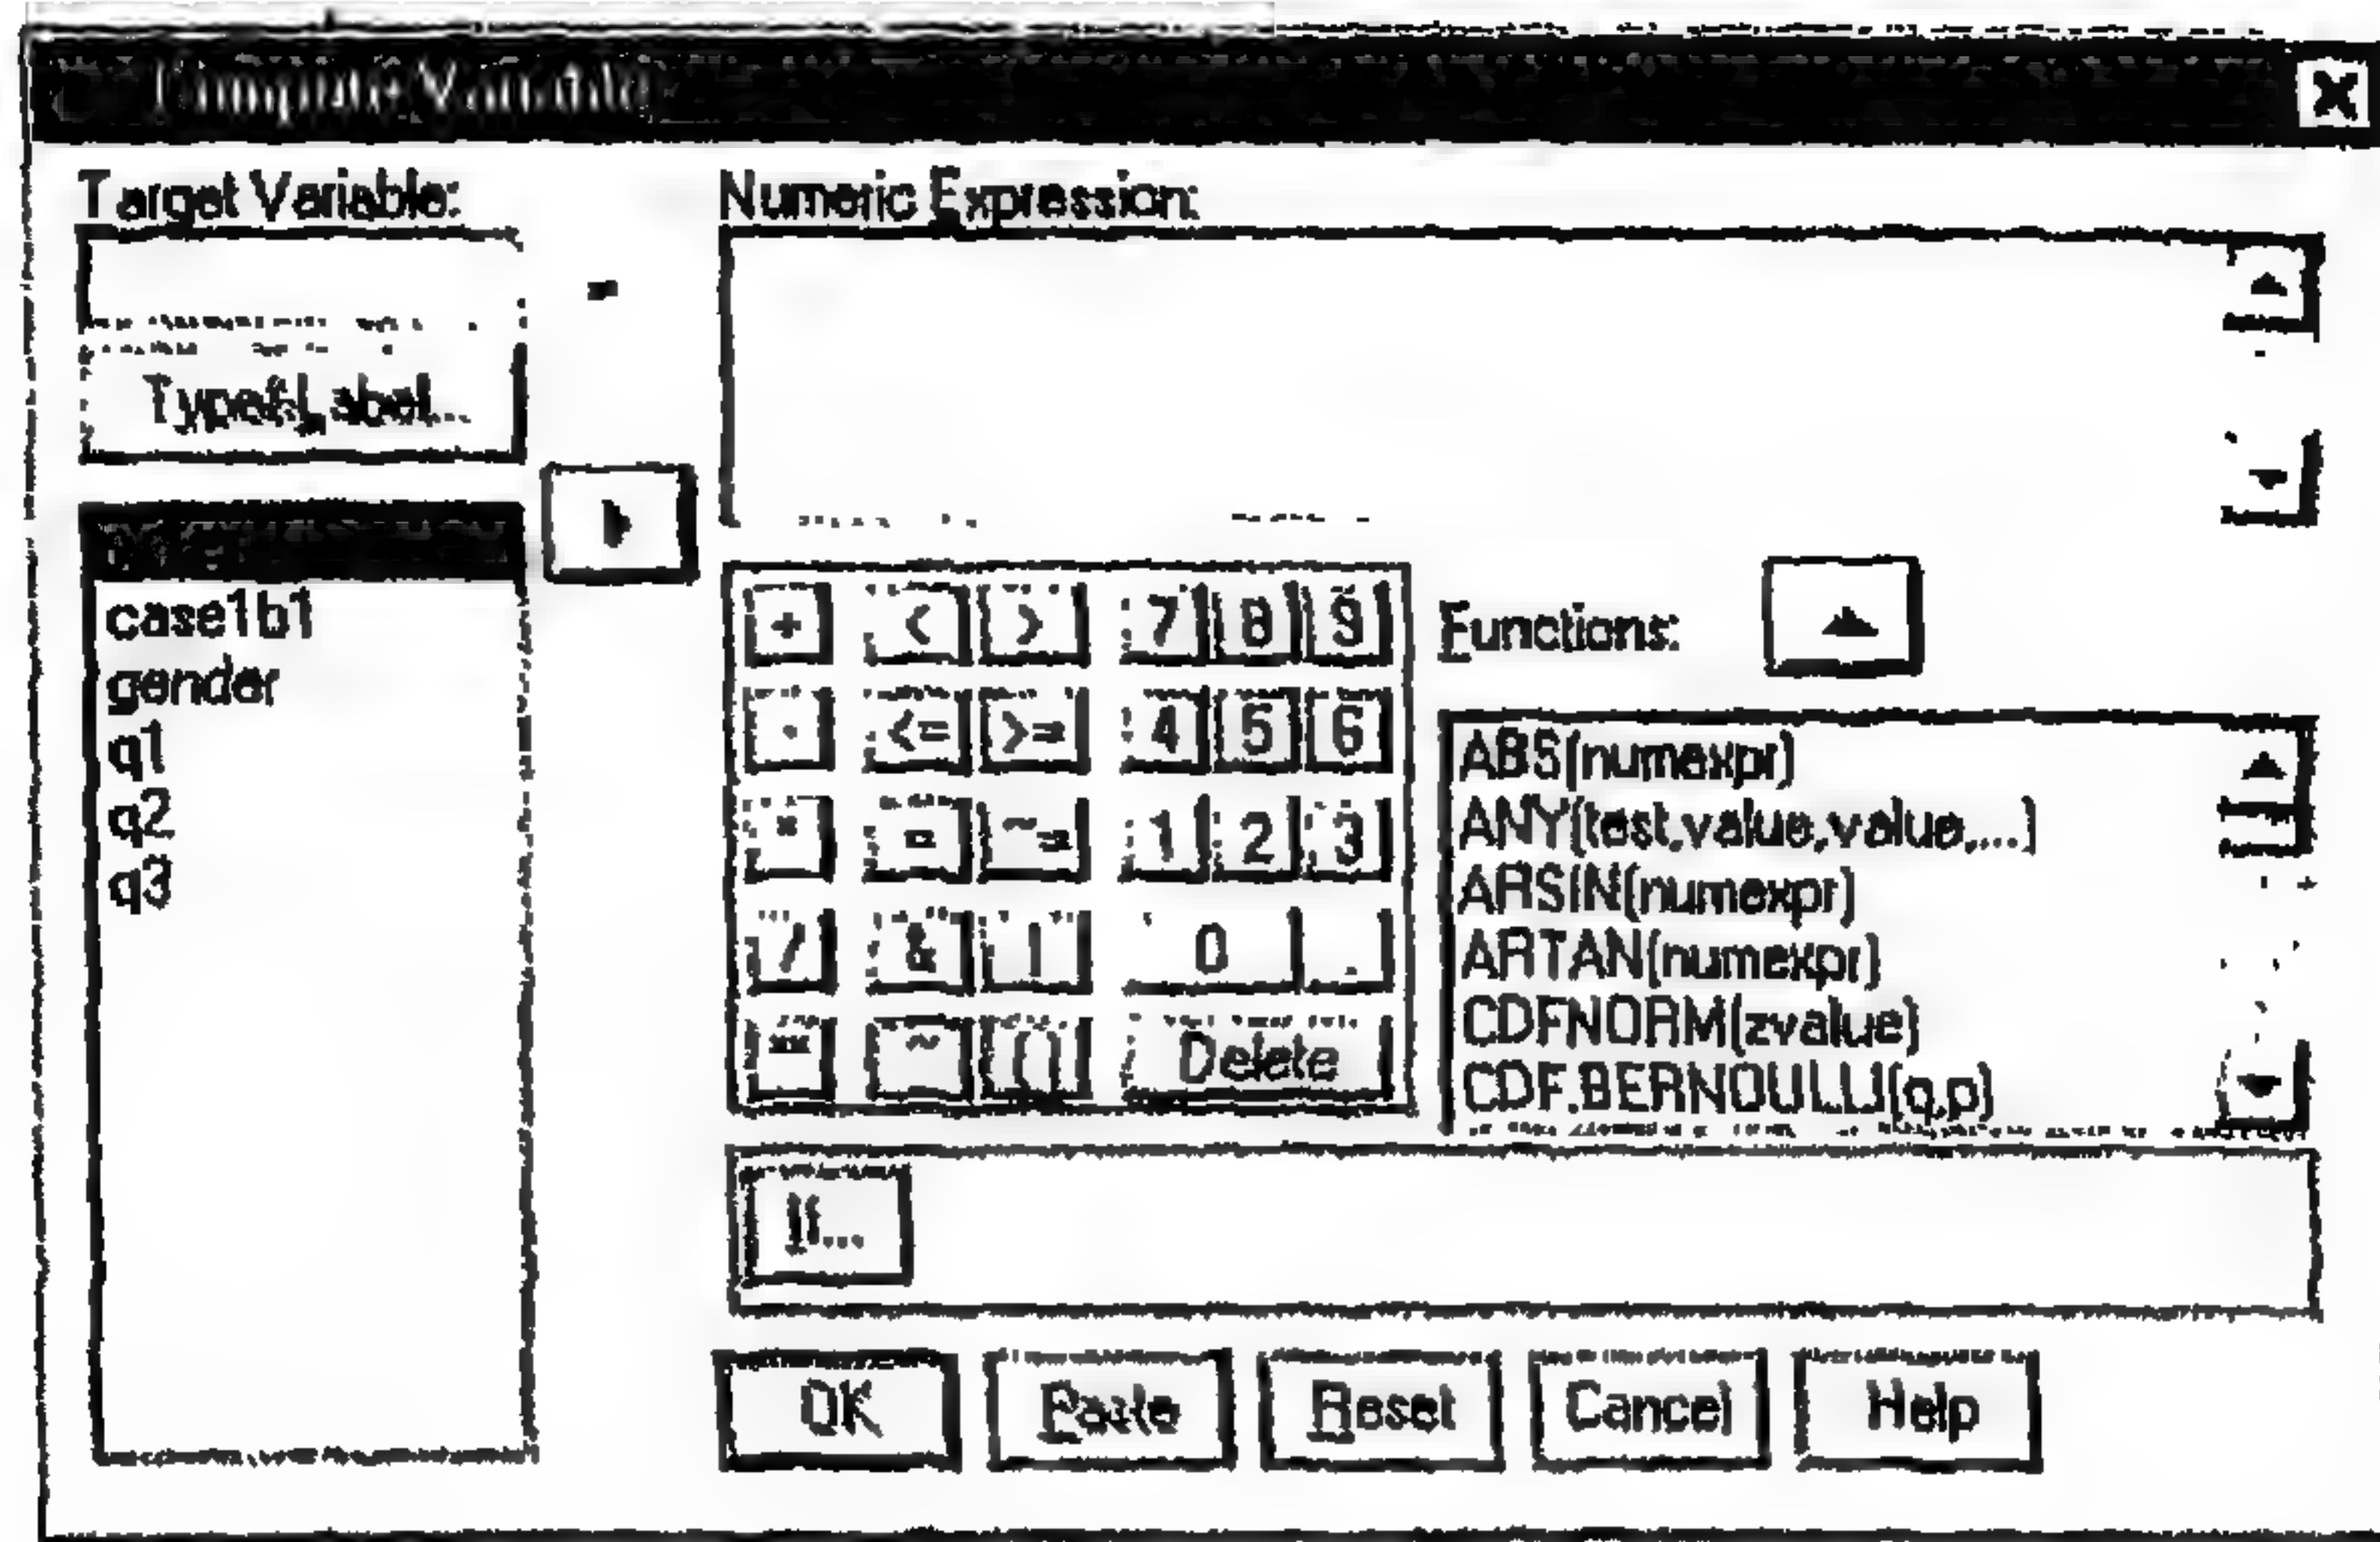 Compute Variable
Target Variable:
Numeric Expression:
=
Type&Label...
case1b1
gender
q1
q2
q3
+ < > 7 8 9
- <= >= 4 5 6
* = ~= 1 2 3
/ & | 0 .
** ~ () Delete
Functions:
ABS(numexpr)
ANY(test,value,value,...)
ARSIN(numexpr)
ARTAN(numexpr)
CDFNORM(zvalue)
CDF.BERNOULLI(q,p)
If...
OK Paste Reset Cancel Help